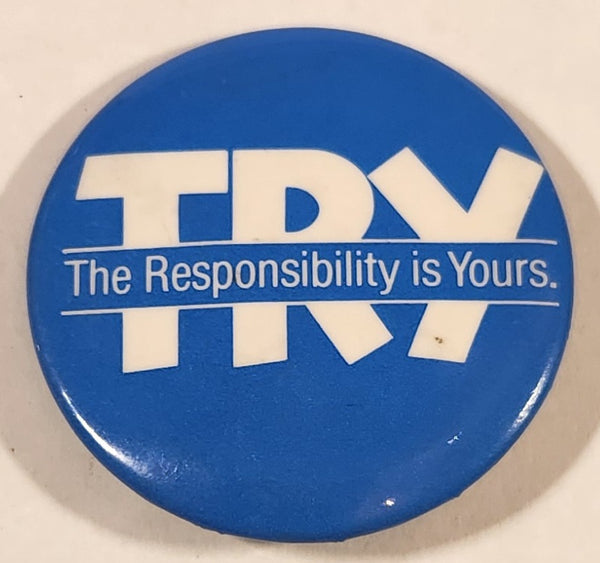 TRY
The Responsibility is Yours.